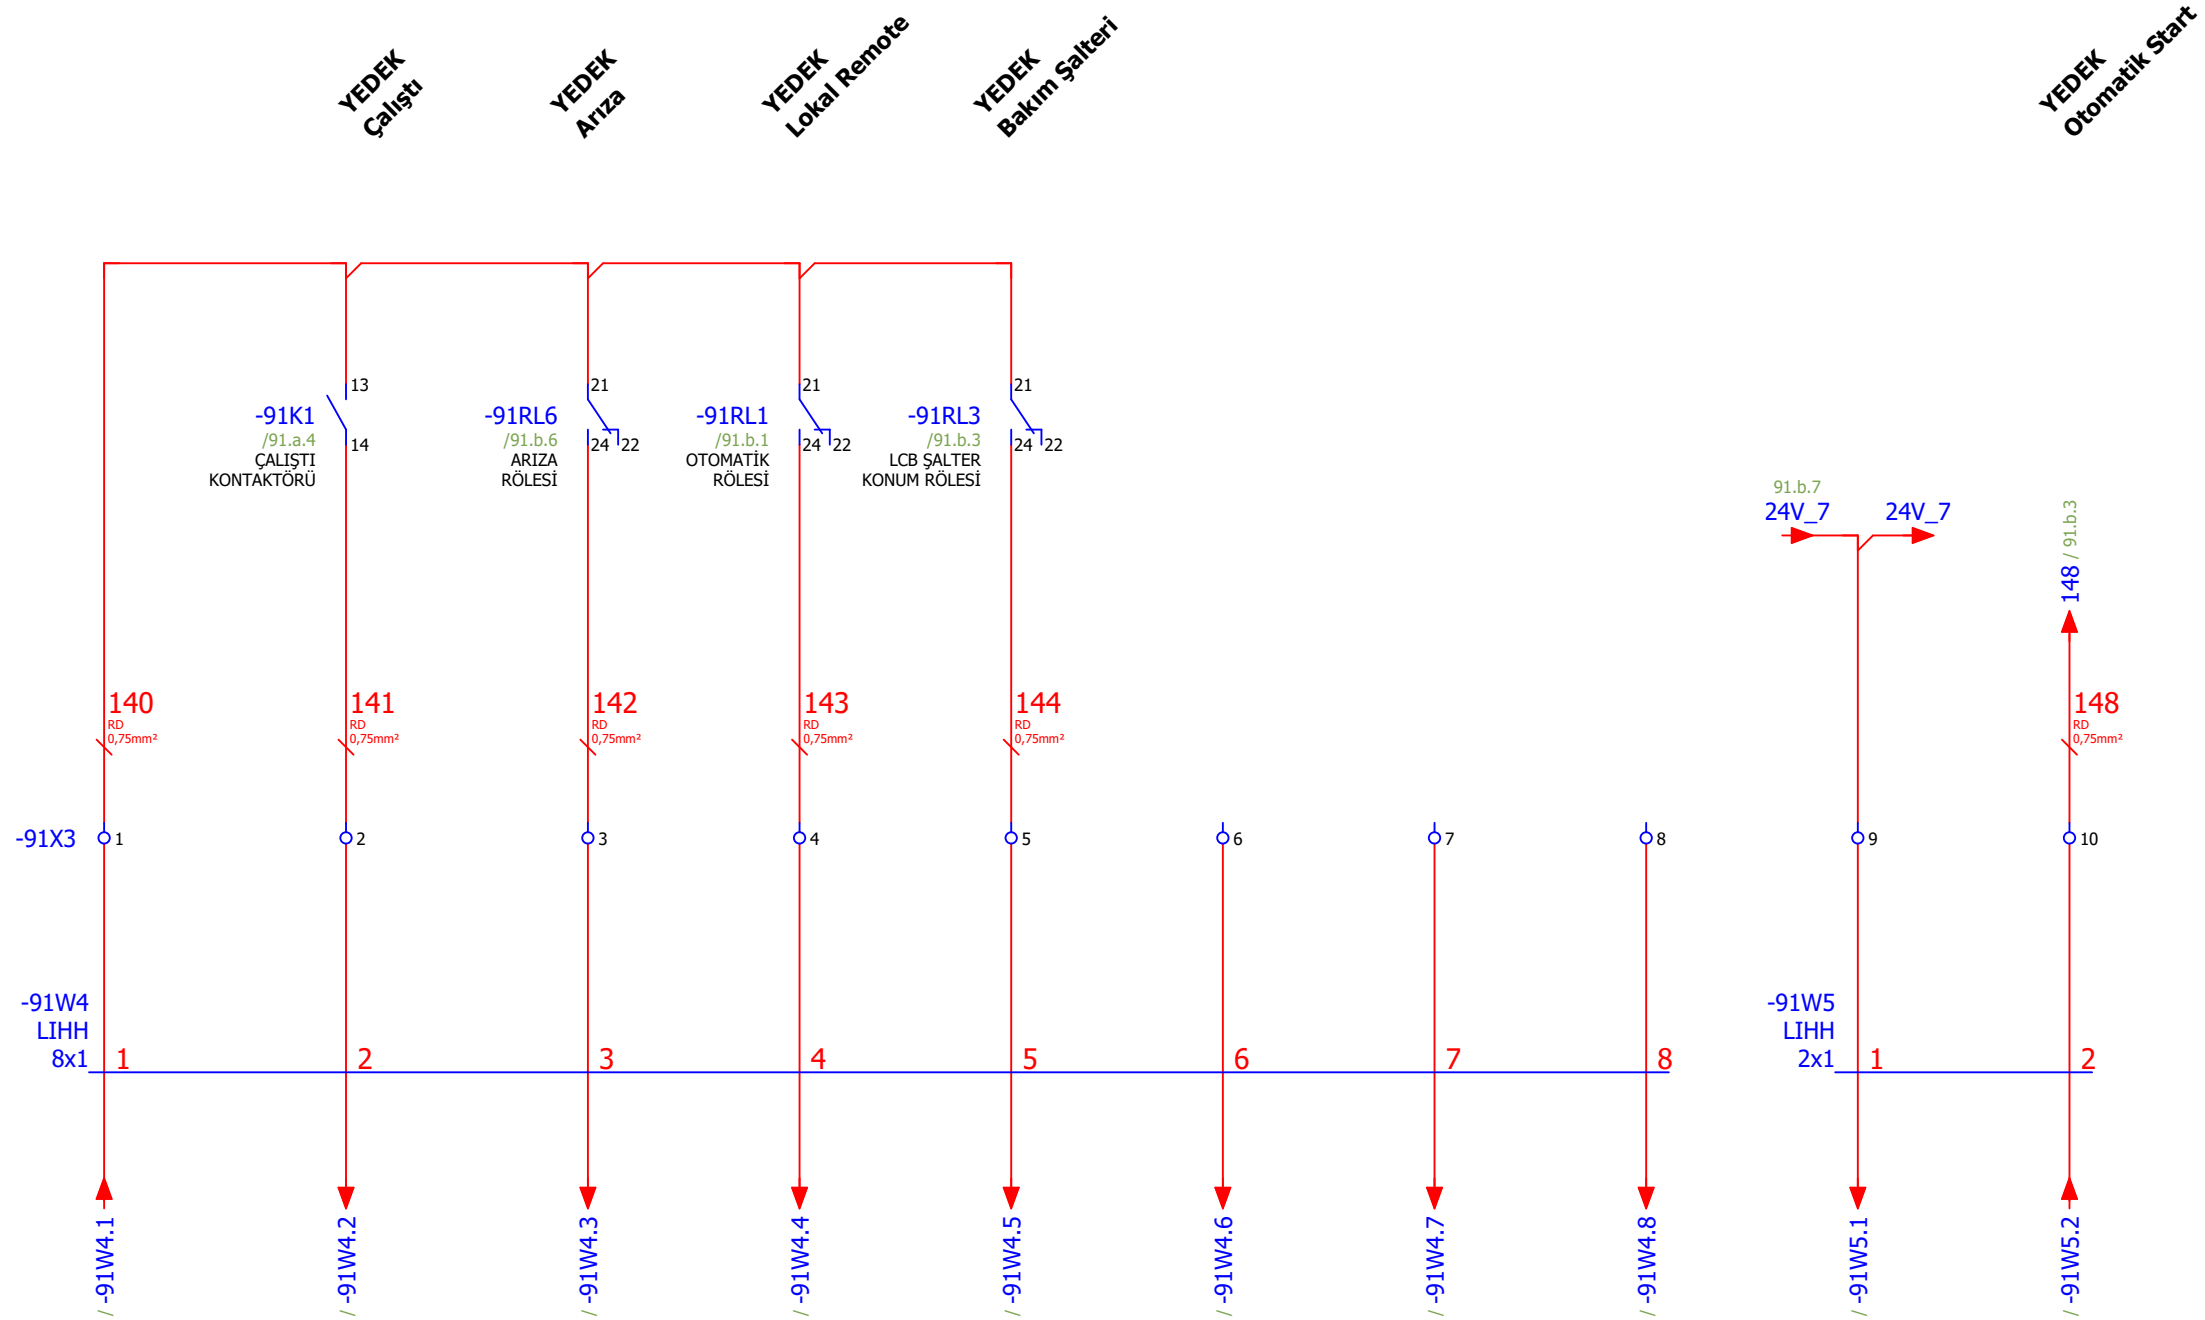 YEDEK
Çalıştı
YEDEK
Arıza
YEDEK
Lokal Remote
YEDEK
Bakım Şalteri
YEDEK
Otomatik Start
-91K1
/91.a.4
ÇALIŞTI
KONTAKTÖRÜ
13
14
-91RL6
/91.b.6
ARIZA
RÖLESİ
21
24 22
-91RL1
/91.b.1
OTOMATİK
RÖLESİ
21
24 22
-91RL3
/91.b.3
LCB ŞALTER
KONUM RÖLESİ
21
24 22
91.b.7
24V_7 24V_7
148 / 91.b.3
140
RD
0,75mm²
141
RD
0,75mm²
142
RD
0,75mm²
143
RD
0,75mm²
144
RD
0,75mm²
148
RD
0,75mm²
-91X3 1 2 3 4 5 6 7 8 9 10
-91W4
LIHH
8x1 1 2 3 4 5 6 7 8
-91W5
LIHH
2x1 1 2
/ -91W4.1
/ -91W4.2
/ -91W4.3
/ -91W4.4
/ -91W4.5
/ -91W4.6
/ -91W4.7
/ -91W4.8
/ -91W5.1
/ -91W5.2